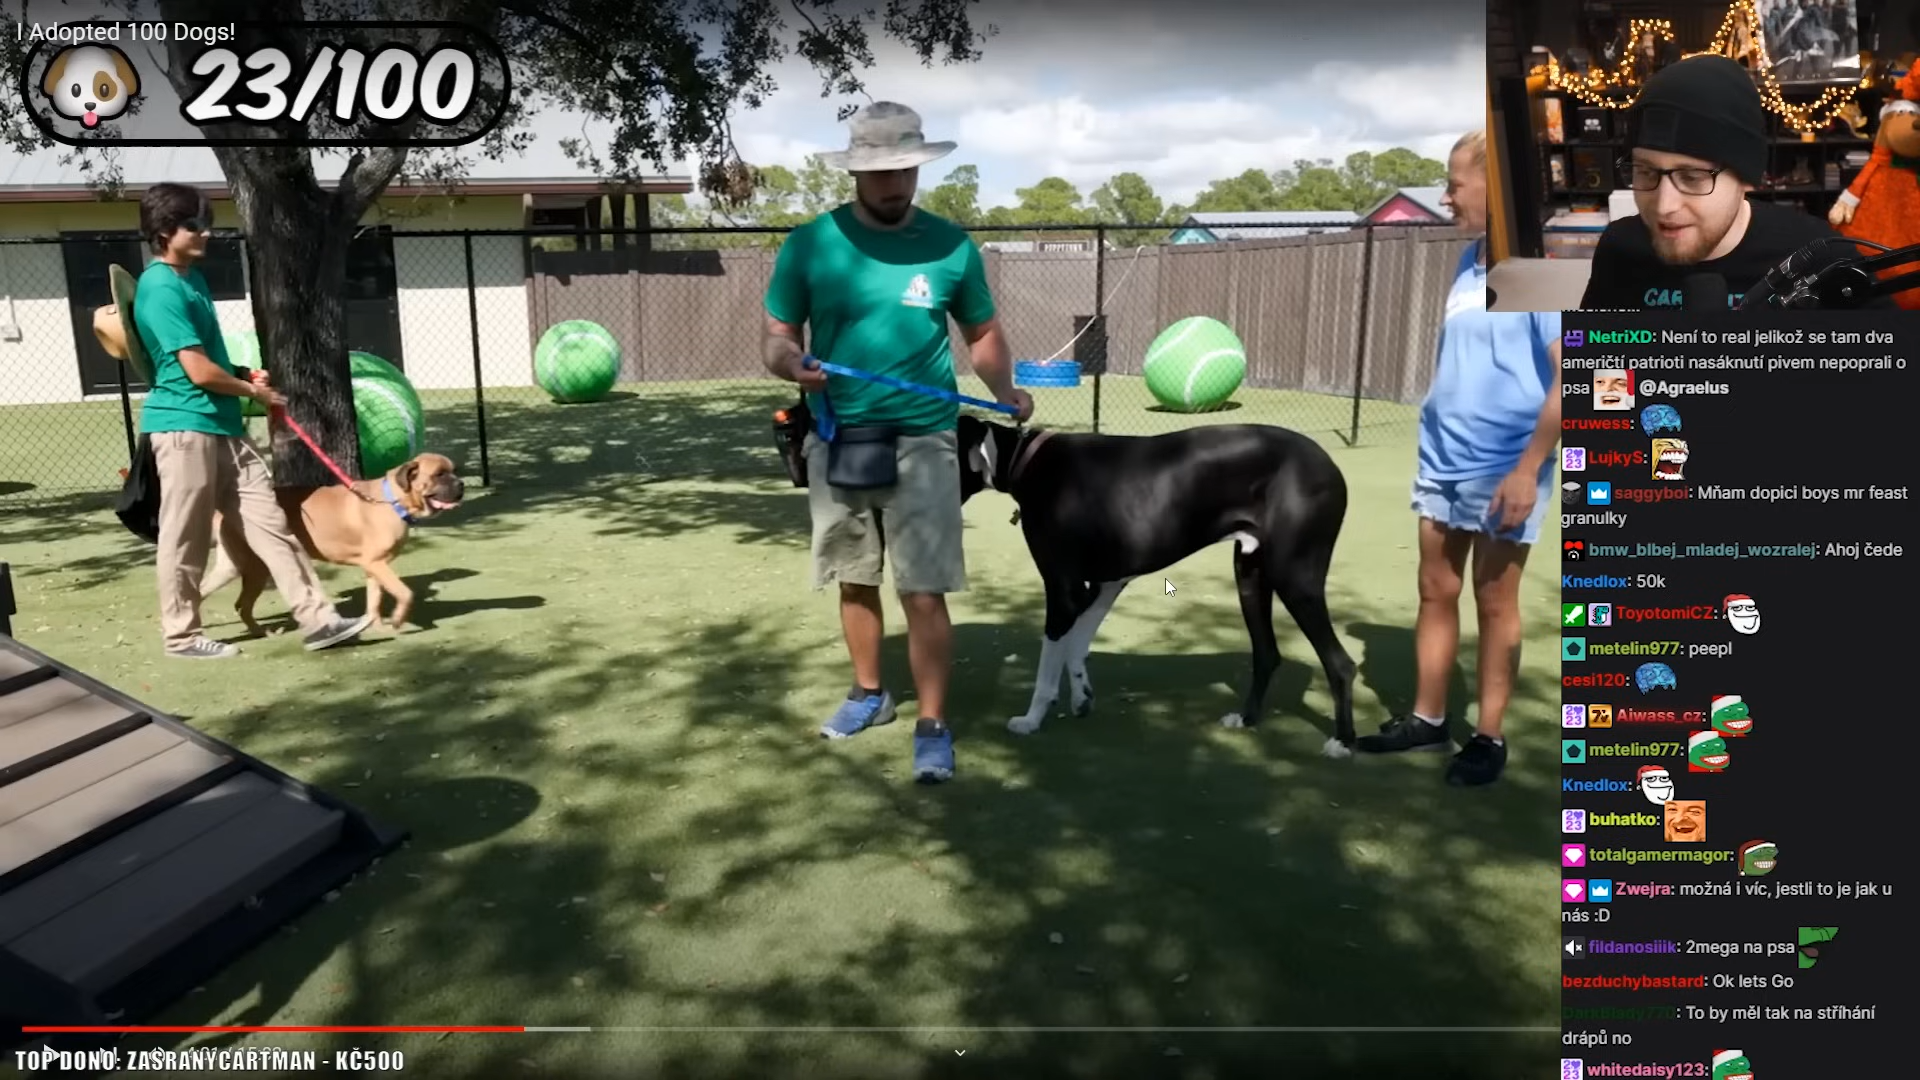 I Adopted 100 Dogs!
23/100
NetriXD: Není to real jelikož se tam dva
američtí patrioti nasáknutí pivem nepoprali o
psa @Agraelus
cruwess:
LujkyS:
saggyboi: Mňam dopici boys mr feast
granulky
bmw_blbej_mladej_wozralej: Ahoj čede
Knedlox: 50k
ToyotomiCZ:
metelin977: peepl
cesi120:
Aiwass_cz:
metelin977:
Knedlox:
buhatko:
totalgamermagor:
Zwejra: možná i víc, jestli to je jak u
nás :D
fildanosiiik: 2mega na psa
bezduchybastard: Ok lets Go
: To by měl tak na stříhání
drápů no
whitedaisy123:
TOP DONO: ZASRANYCARTMAN - KČ500